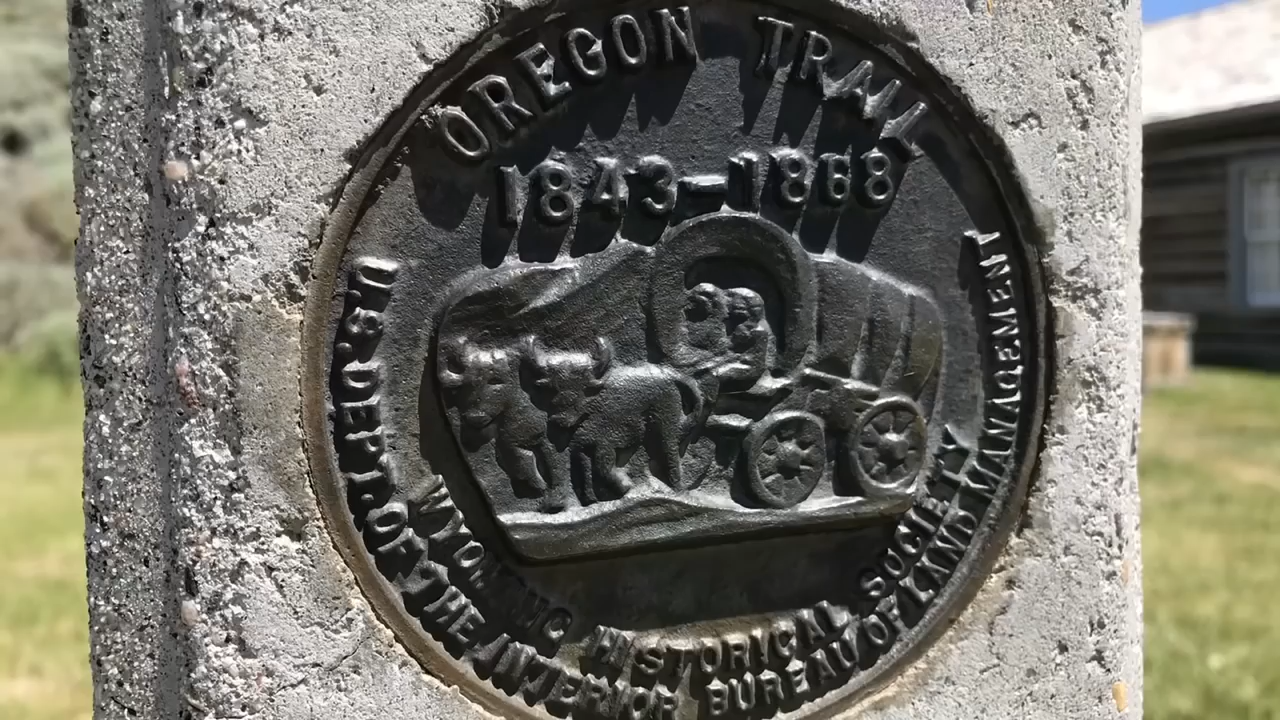 OREGON TRAIL
1843-1868
WYOMING HISTORICAL SOCIETY
U.S. DEPT. OF THE INTERIOR BUREAU OF LAND MANAGEMENT